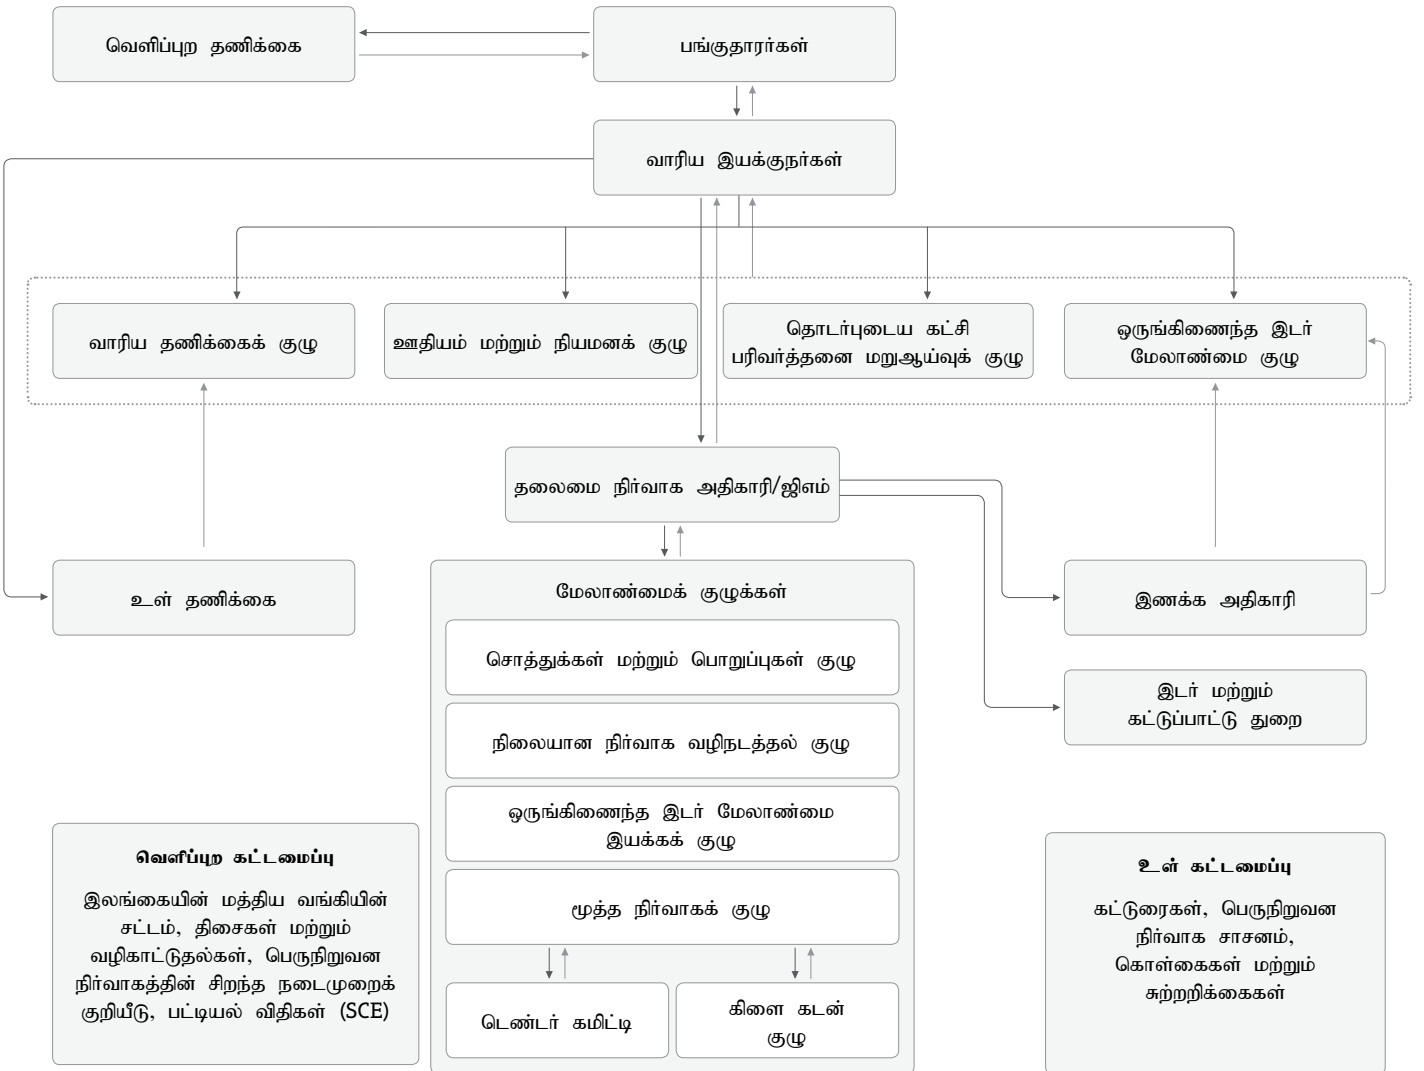 வெளிப்புற தணிக்கை
பங்குதாரர்கள்
வாரிய இயக்குநர்கள்
வாரிய தணிக்கைக் குழு
ஊதியம் மற்றும் நியமனக் குழு
தொடர்புடைய கட்சி
பரிவர்த்தனை மறுஆய்வுக் குழு
ஒருங்கிணைந்த இடர்
மேலாண்மை குழு
தலைமை நிர்வாக அதிகாரி/ஜிஎம்
உள் தணிக்கை
மேலாண்மைக் குழுக்கள்
சொத்துக்கள் மற்றும் பொறுப்புகள் குழு
நிலையான நிர்வாக வழிநடத்தல் குழு
ஒருங்கிணைந்த இடர் மேலாண்மை
இயக்கக் குழு
மூத்த நிர்வாகக் குழு
டெண்டர் கமிட்டி
கிளை கடன்
குழு
இணக்க அதிகாரி
இடர் மற்றும்
கட்டுப்பாட்டு துறை
வெளிப்புற கட்டமைப்பு
இலங்கையின் மத்திய வங்கியின்
சட்டம், திசைகள் மற்றும்
வழிகாட்டுதல்கள், பெருநிறுவன
நிர்வாகத்தின் சிறந்த நடைமுறைக்
குறியீடு, பட்டியல் விதிகள் (SCE)
உள் கட்டமைப்பு
கட்டுரைகள், பெருநிறுவன
நிர்வாக சாசனம்,
கொள்கைகள் மற்றும்
சுற்றறிக்கைகள்